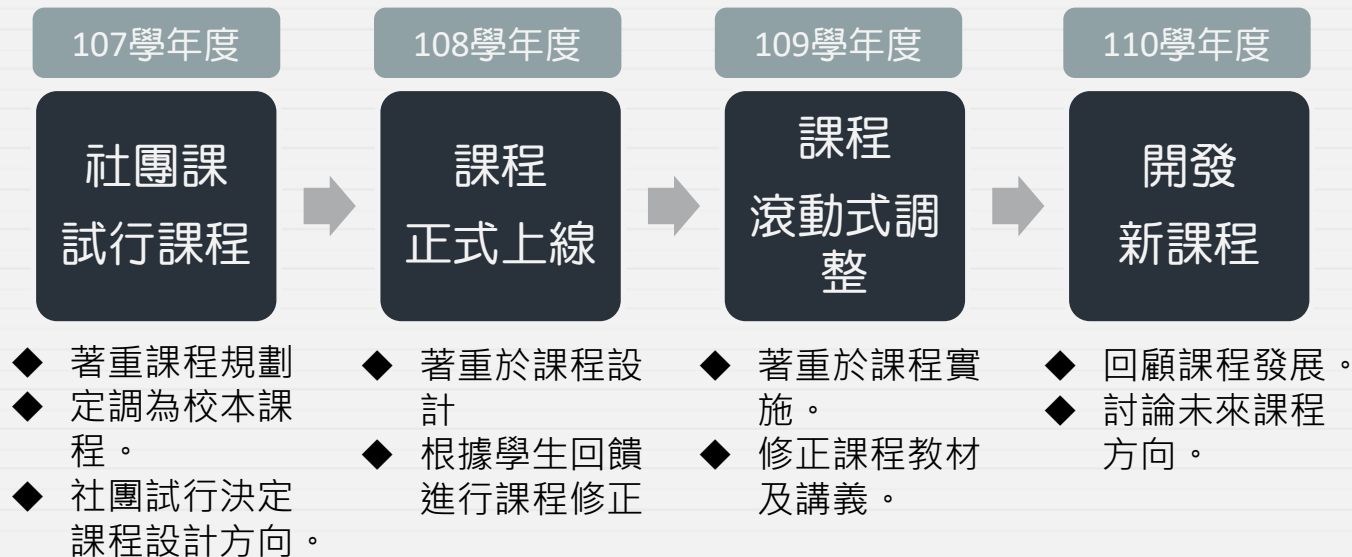 107學年度
社團課
試行課程
著重課程規劃
定調為校本課
程。
社團試行決定
課程設計方向。
108學年度
課程
正式上線
著重於課程設
計
根據學生回饋
進行課程修正
109學年度
課程
滾動式調
整
著重於課程實
施。
修正課程教材
及講義。
110學年度
開發
新課程
回顧課程發展。
討論未來課程
方向。